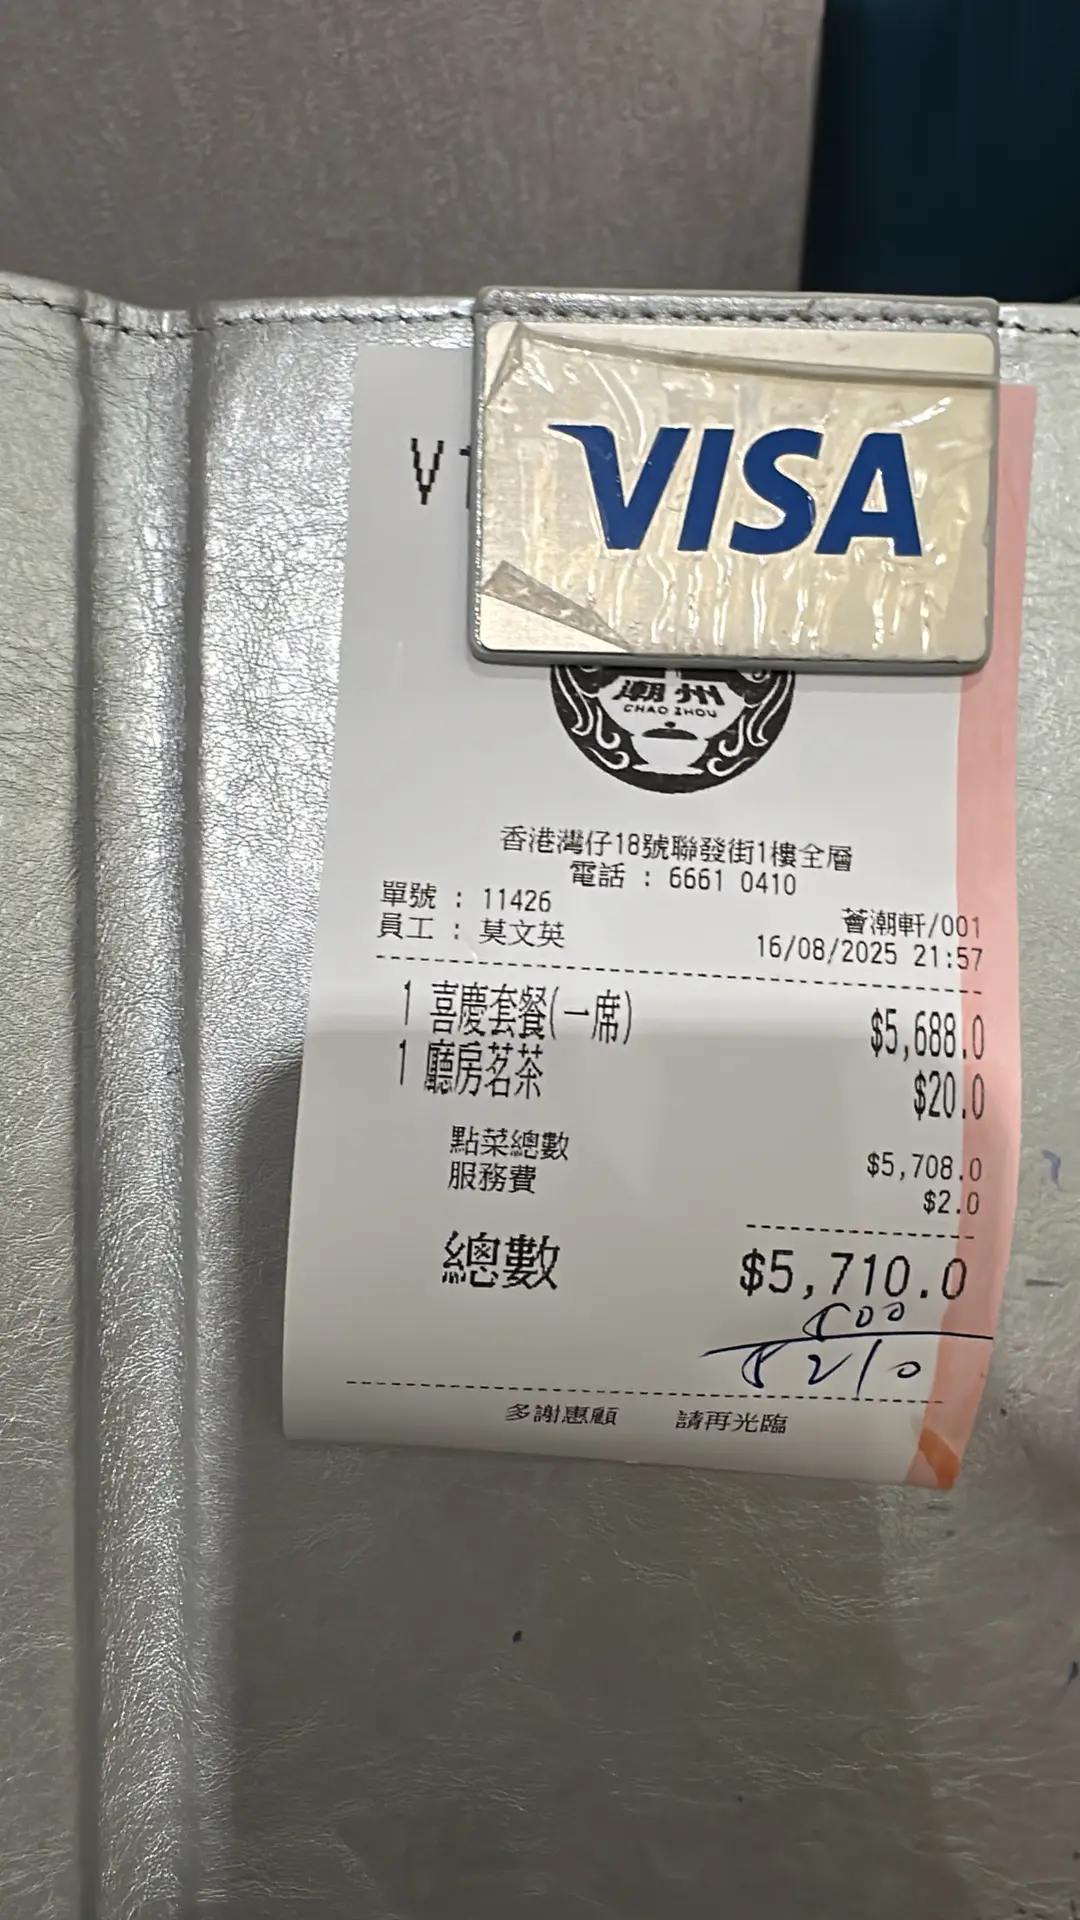 VISA
V
潮州
CHAO ZHOU
香港灣仔18號聯發街1樓全層
電話 : 6661 0410
單號 : 11426
薈潮軒/001
員工 : 莫文英
16/08/2025 21:57
1 喜慶套餐(一席) $5,688.0
1 廳房茗茶 $20.0
點菜總數 $5,708.0
服務費 $2.0
總數 $5,710.0
500
5210
多謝惠顧 請再光臨